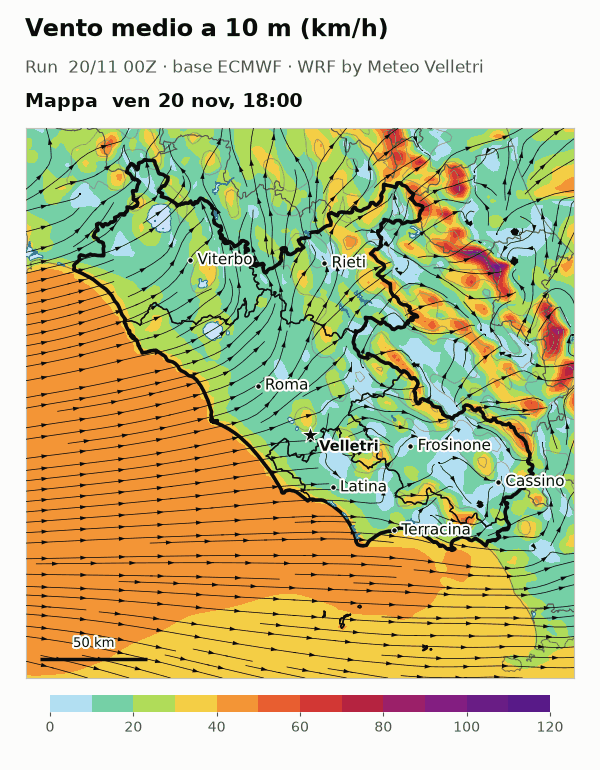 Vento medio a 10 m (km/h)
Run  20/11 00Z · base ECMWF · WRF by Meteo Velletri
Mappa  ven 20 nov, 18:00
Viterbo
Rieti
Roma
Velletri
Frosinone
Cassino
Latina
Terracina
50 km
0 20 40 60 80 100 120